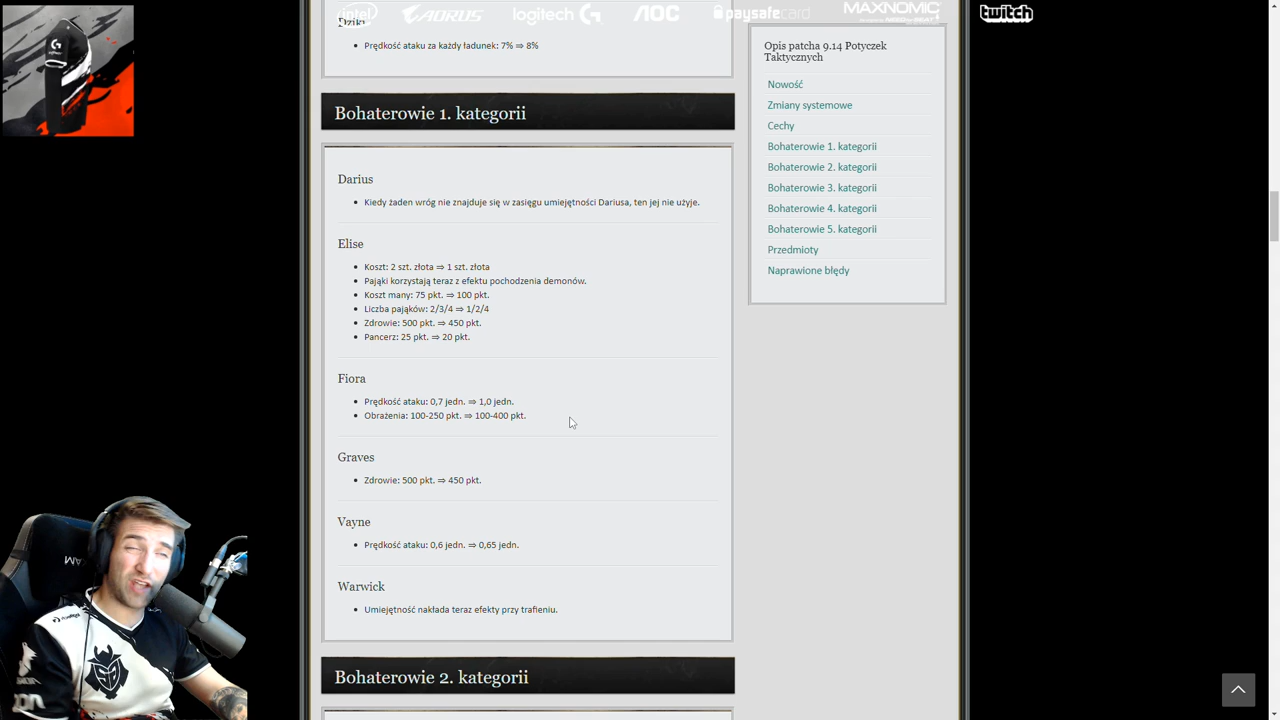 intel
AORUS
logitech G
AOC
paysafecard
MAXNOMIC
twitch
Prędkość ataku za każdy ładunek: 7% ⇒ 8%
Bohaterowie 1. kategorii
Darius
Kiedy żaden wróg nie znajduje się w zasięgu umiejętności Dariusa, ten jej nie użyje.
Elise
Koszt: 2 szt. złota ⇒ 1 szt. złota
Pająki korzystają teraz z efektu pochodzenia demonów.
Koszt many: 75 pkt. ⇒ 100 pkt.
Liczba pająków: 2/3/4 ⇒ 1/2/4
Zdrowie: 500 pkt. ⇒ 450 pkt.
Pancerz: 25 pkt. ⇒ 20 pkt.
Fiora
Prędkość ataku: 0,7 jedn. ⇒ 1,0 jedn.
Obrażenia: 100-250 pkt. ⇒ 100-400 pkt.
Graves
Zdrowie: 500 pkt. ⇒ 450 pkt.
Vayne
Prędkość ataku: 0,6 jedn. ⇒ 0,65 jedn.
Warwick
Umiejętność nakłada teraz efekty przy trafieniu.
Bohaterowie 2. kategorii
Opis patcha 9.14 Potyczek
Taktycznych
Nowość
Zmiany systemowe
Cechy
Bohaterowie 1. kategorii
Bohaterowie 2. kategorii
Bohaterowie 3. kategorii
Bohaterowie 4. kategorii
Bohaterowie 5. kategorii
Przedmioty
Naprawione błędy